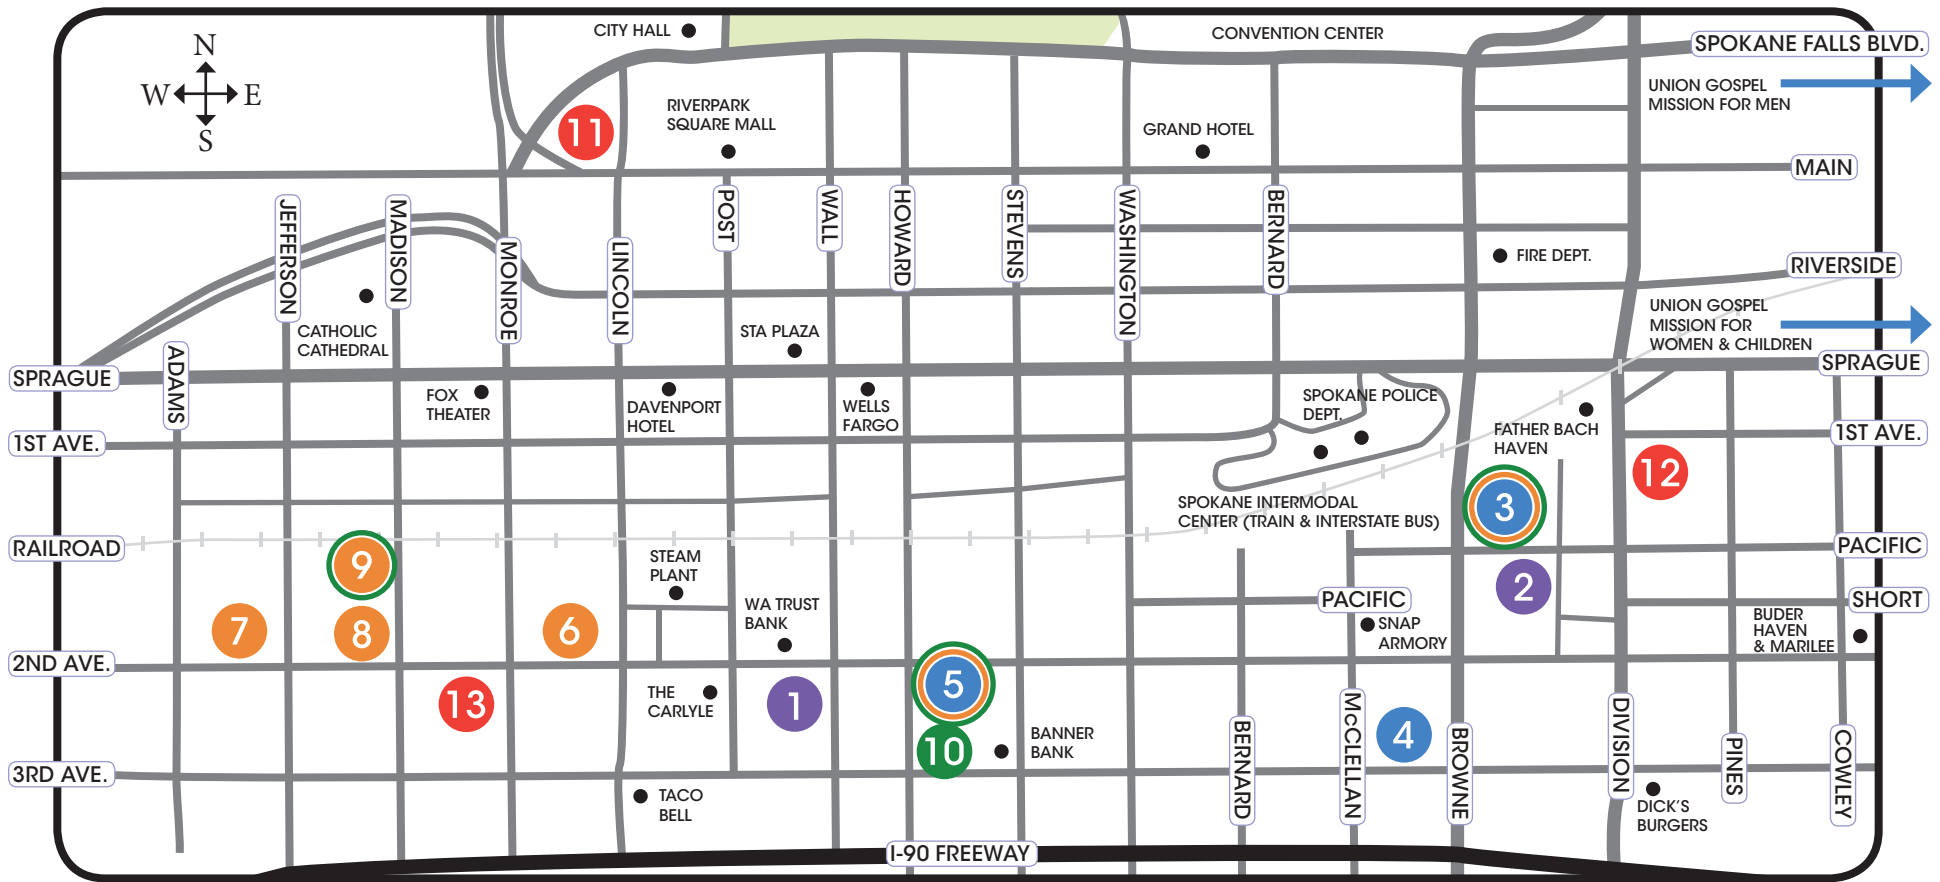 CITY HALL
CONVENTION CENTER
SPOKANE FALLS BLVD.
N
W
E
S
UNION GOSPEL
MISSION FOR MEN
RIVERPARK
SQUARE MALL
11
GRAND HOTEL
MAIN
JEFFERSON
MADISON
MONROE
LINCOLN
POST
WALL
HOWARD
STEVENS
WASHINGTON
BERNARD
FIRE DEPT.
RIVERSIDE
UNION GOSPEL
MISSION FOR
WOMEN & CHILDREN
CATHOLIC
CATHEDRAL
STA PLAZA
ADAMS
SPRAGUE
SPRAGUE
FOX
THEATER
DAVENPORT
HOTEL
WELLS
FARGO
SPOKANE POLICE
DEPT.
FATHER BACH
HAVEN
1ST AVE.
1ST AVE.
12
3
SPOKANE INTERMODAL
CENTER (TRAIN & INTERSTATE BUS)
RAILROAD
PACIFIC
9
STEAM
PLANT
2
PACIFIC
SHORT
7
8
6
WA TRUST
BANK
SNAP
ARMORY
BUDER
HAVEN
& MARILEE
2ND AVE.
13
THE
CARLYLE
1
5
10
BANNER
BANK
BERNARD
McCLELLAN
4
BROWNE
DIVISION
PINES
COWLEY
3RD AVE.
TACO
BELL
DICK'S
BURGERS
I-90 FREEWAY